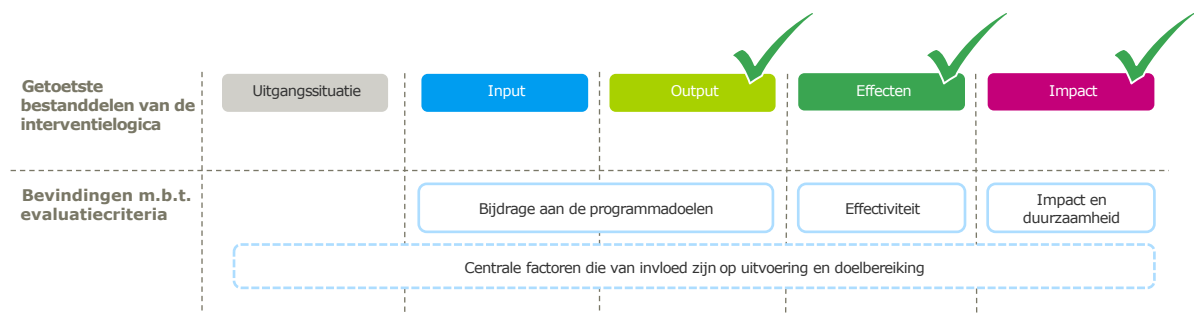 Getoetste
bestanddelen van de
interventielogica
Uitgangssituatie
Input
Output
Effecten
Impact
Bevindingen m.b.t.
evaluatiecriteria
Bijdrage aan de programmadoelen
Effectiviteit
Impact en
duurzaamheid
Centrale factoren die van invloed zijn op uitvoering en doelbereiking